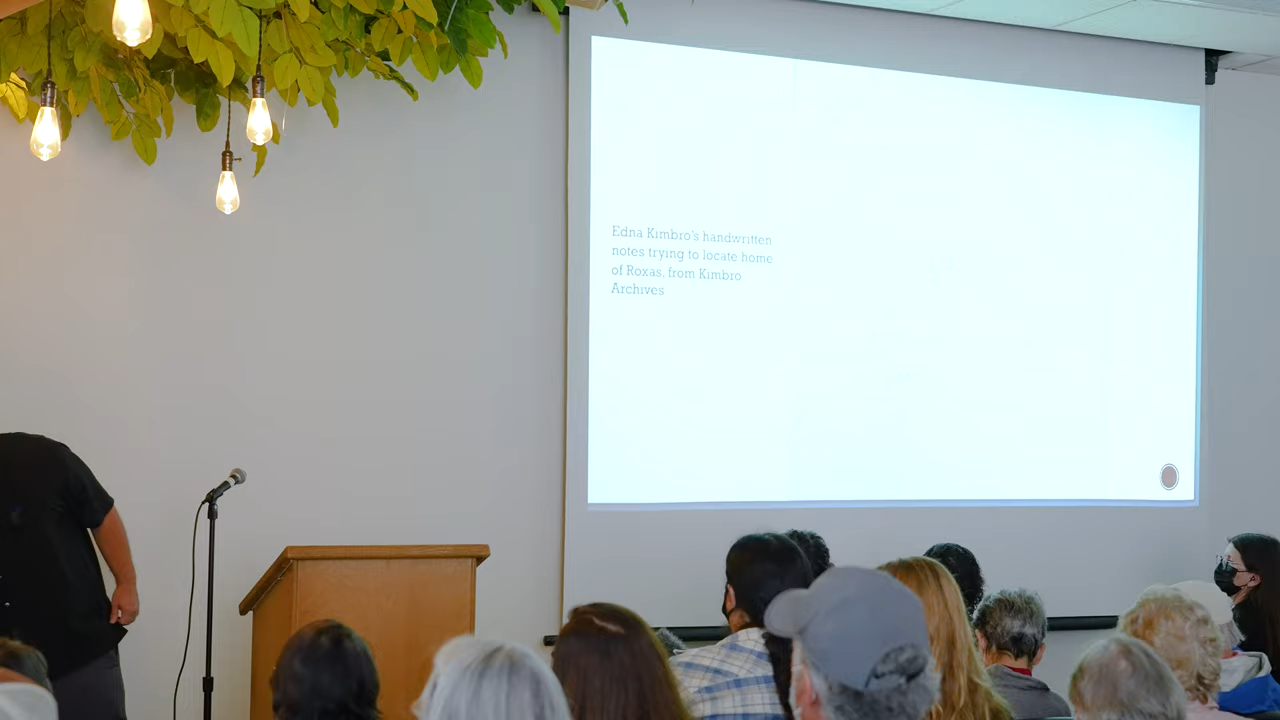 Edna Kimbro's handwritten
notes trying to locate home
of Roxas, from Kimbro
Archives